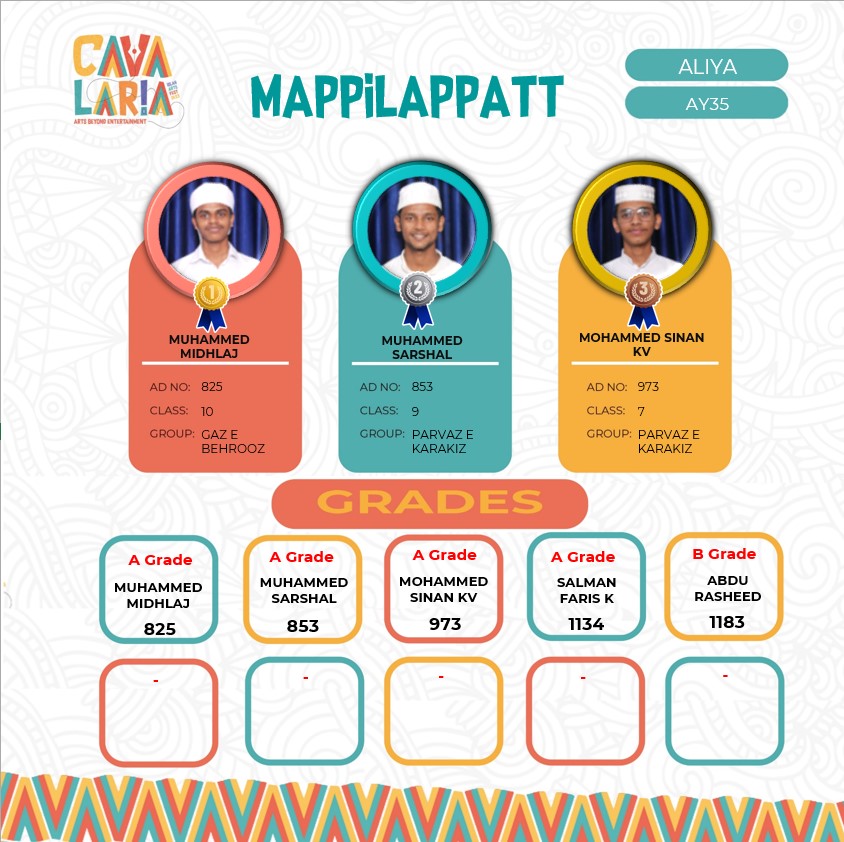 CAVA
LARIA
ARTS BEYOND ENTERTAINMENT
MAPPiLAPPATT
ALIYA
AY35
1
MUHAMMED
MIDHLAJ
AD NO: 825
CLASS: 10
GROUP: GAZ E
BEHROOZ
2
MUHAMMED
SARSHAL
AD NO: 853
CLASS: 9
GROUP: PARVAZ E
KARAKIZ
3
MOHAMMED SINAN
KV
AD NO: 973
CLASS: 7
GROUP: PARVAZ E
KARAKIZ
GRADES
A Grade
MUHAMMED
MIDHLAJ
825
A Grade
MUHAMMED
SARSHAL
853
A Grade
MOHAMMED
SINAN KV
973
A Grade
SALMAN
FARIS K
1134
B Grade
ABDU
RASHEED
1183
-
-
-
-
-